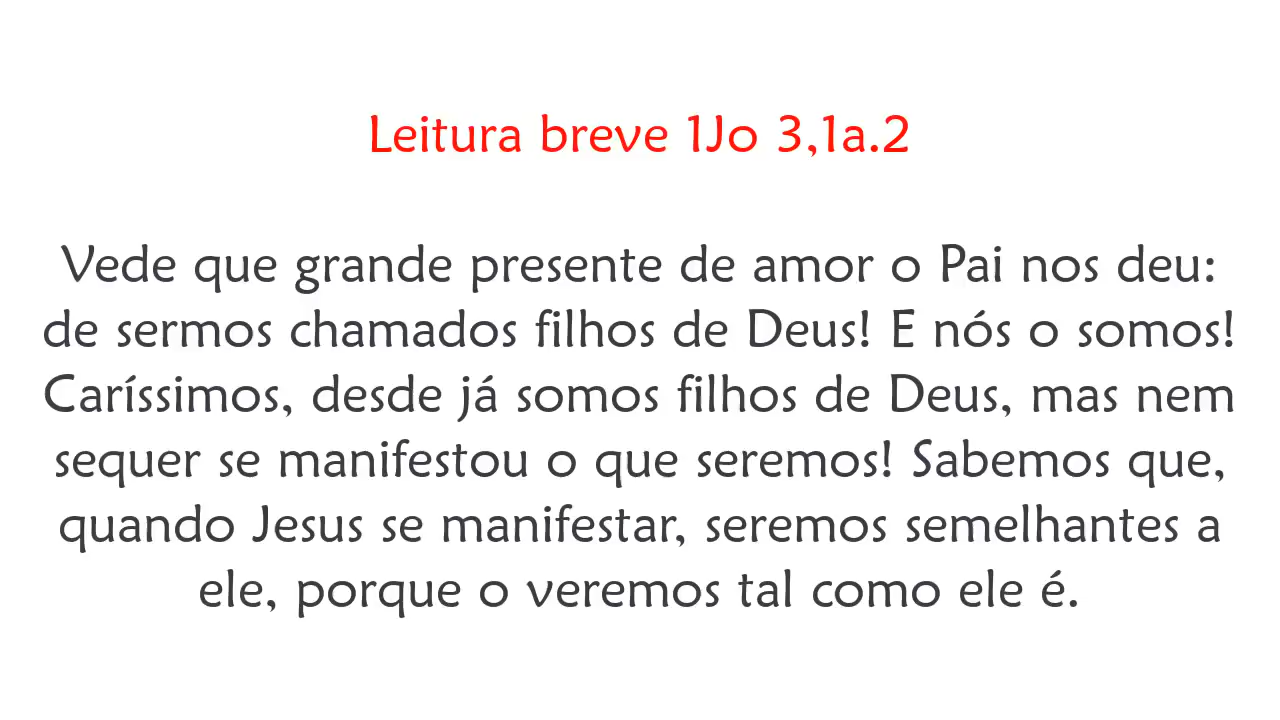 Leitura breve 1Jo 3,1a.2
Vede que grande presente de amor o Pai nos deu:
de sermos chamados filhos de Deus! E nós o somos!
Caríssimos, desde já somos filhos de Deus, mas nem
sequer se manifestou o que seremos! Sabemos que,
quando Jesus se manifestar, seremos semelhantes a
ele, porque o veremos tal como ele é.